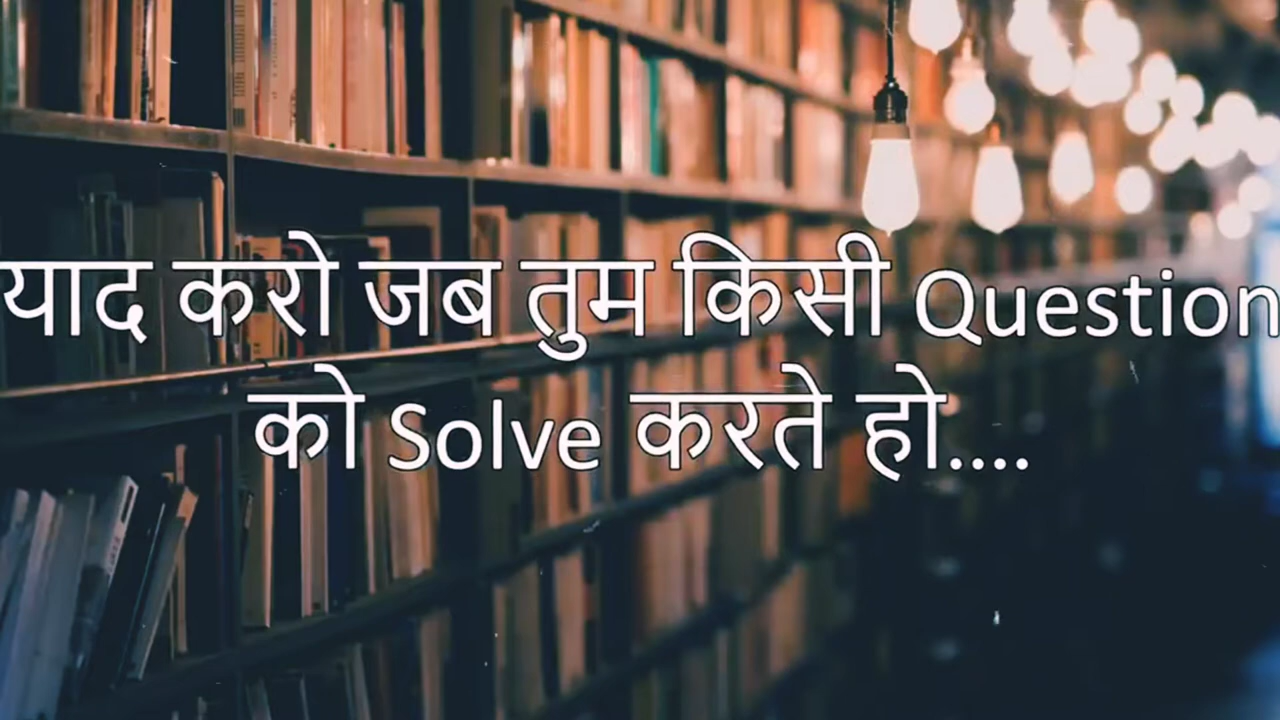 याद करो जब तुम किसी Question
को Solve करते हो....